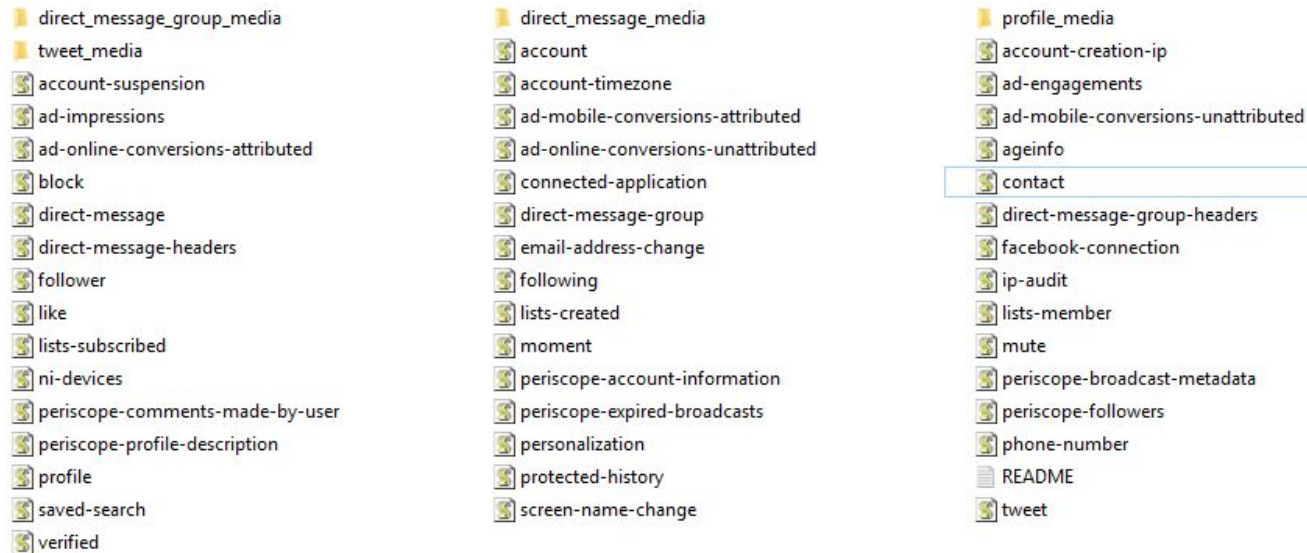 direct_message_group_media direct_message_media profile_media
tweet_media account account-creation-ip
account-suspension account-timezone ad-engagements
ad-impressions ad-mobile-conversions-attributed ad-mobile-conversions-unattributed
ad-online-conversions-attributed ad-online-conversions-unattributed ageinfo
block connected-application contact
direct-message direct-message-group direct-message-group-headers
direct-message-headers email-address-change facebook-connection
follower following ip-audit
like lists-created lists-member
lists-subscribed moment mute
ni-devices periscope-account-information periscope-broadcast-metadata
periscope-comments-made-by-user periscope-expired-broadcasts periscope-followers
periscope-profile-description personalization phone-number
profile protected-history README
saved-search screen-name-change tweet
verified